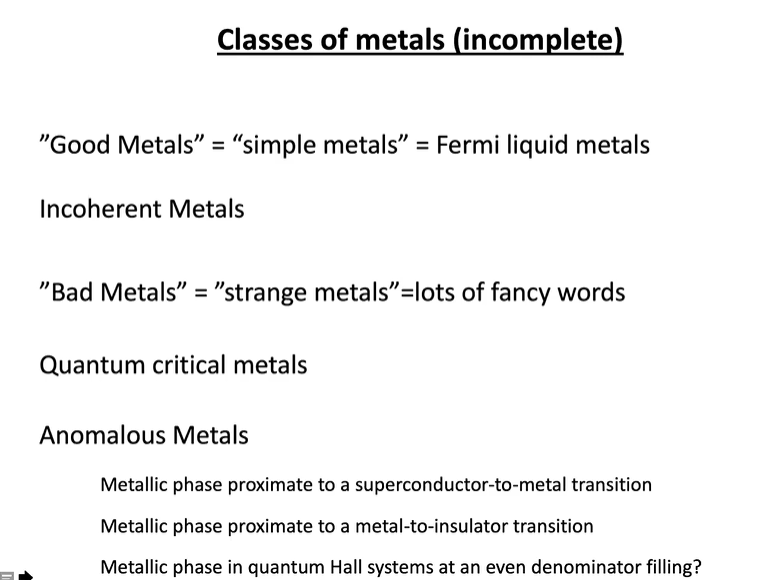 Classes of metals (incomplete)
”Good Metals” = “simple metals” = Fermi liquid metals
Incoherent Metals
”Bad Metals” = ”strange metals”=lots of fancy words
Quantum critical metals
Anomalous Metals
Metallic phase proximate to a superconductor-to-metal transition
Metallic phase proximate to a metal-to-insulator transition
Metallic phase in quantum Hall systems at an even denominator filling?